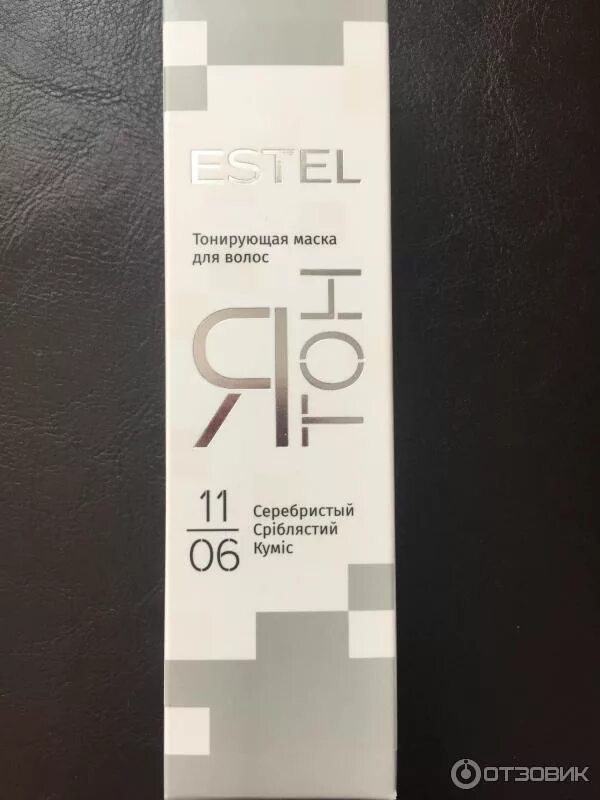 ESTEL
Тонирующая маска
для волос
Я
ТОН
11
06
Серебристый
Сріблястий
Куміс
ОТЗОВИК